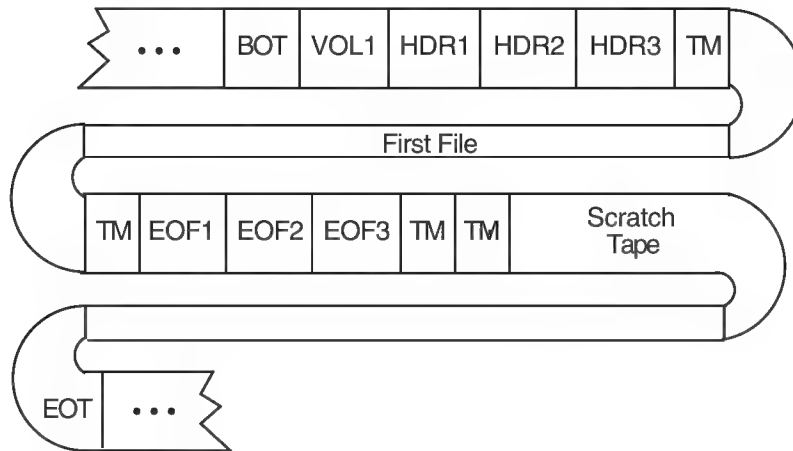 ... BOT VOL1 HDR1 HDR2 HDR3 TM
First File
TM EOF1 EOF2 EOF3 TM TM Scratch
Tape
EOT ...